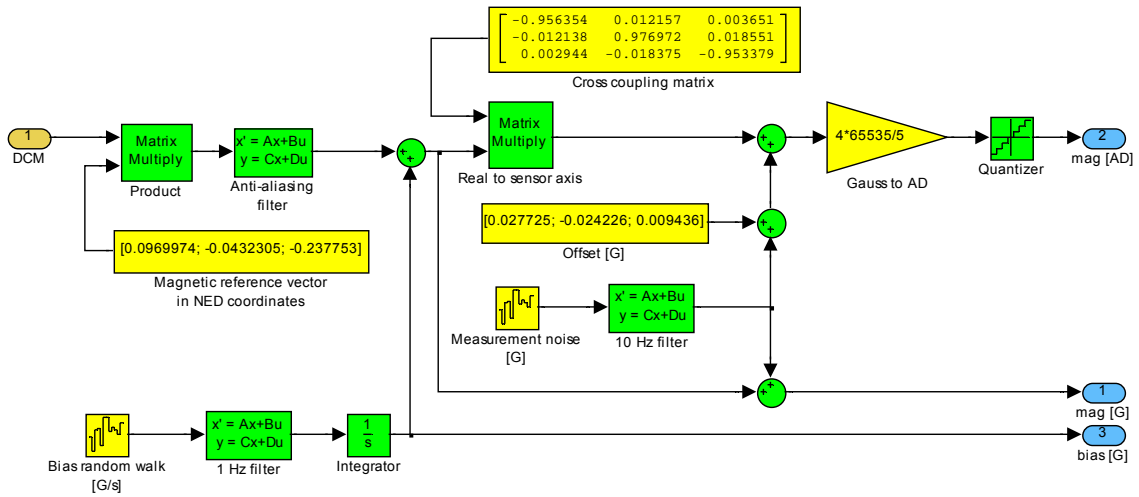 -0.956354 0.012157 0.003651
-0.012138 0.976972 0.018551
0.002944 -0.018375 -0.953379
Cross coupling matrix
1
DCM
Matrix
Multiply
Product
x' = Ax+Bu
y = Cx+Du
Anti-aliasing
filter
+
+
Matrix
Multiply
Real to sensor axis
+
+
4*65535/5
Gauss to AD
Quantizer
2
mag [AD]
[0.0969974; -0.0432305; -0.237753]
Magnetic reference vector
in NED coordinates
[0.027725; -0.024226; 0.009436]
Offset [G]
+
+
Measurement noise
[G]
x' = Ax+Bu
y = Cx+Du
10 Hz filter
+
+
1
mag [G]
Bias random walk
[G/s]
x' = Ax+Bu
y = Cx+Du
1 Hz filter
1
s
Integrator
3
bias [G]